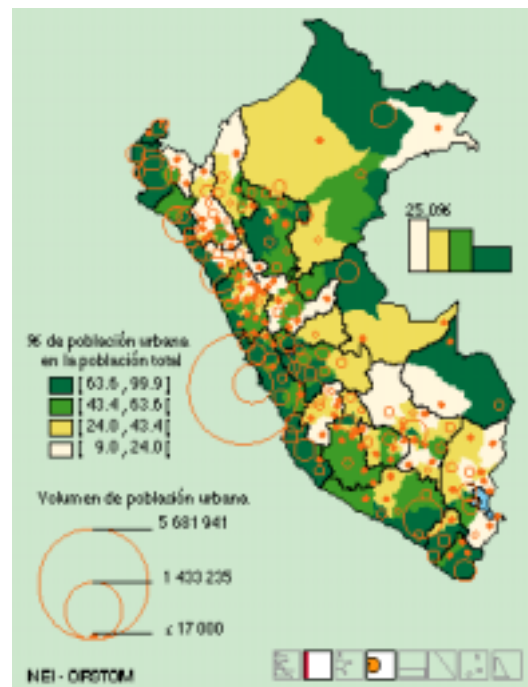 25.0%
% de población urbana
en la población total
[ 63.6 , 99.9 ]
[ 43.4 , 63.6 [
[ 24.0 , 43.4 [
[ 9.0 , 24.0 [
Volumen de población urbana
5 681 941
1 433 235
≤ 17 000
NEI - ORSTOM